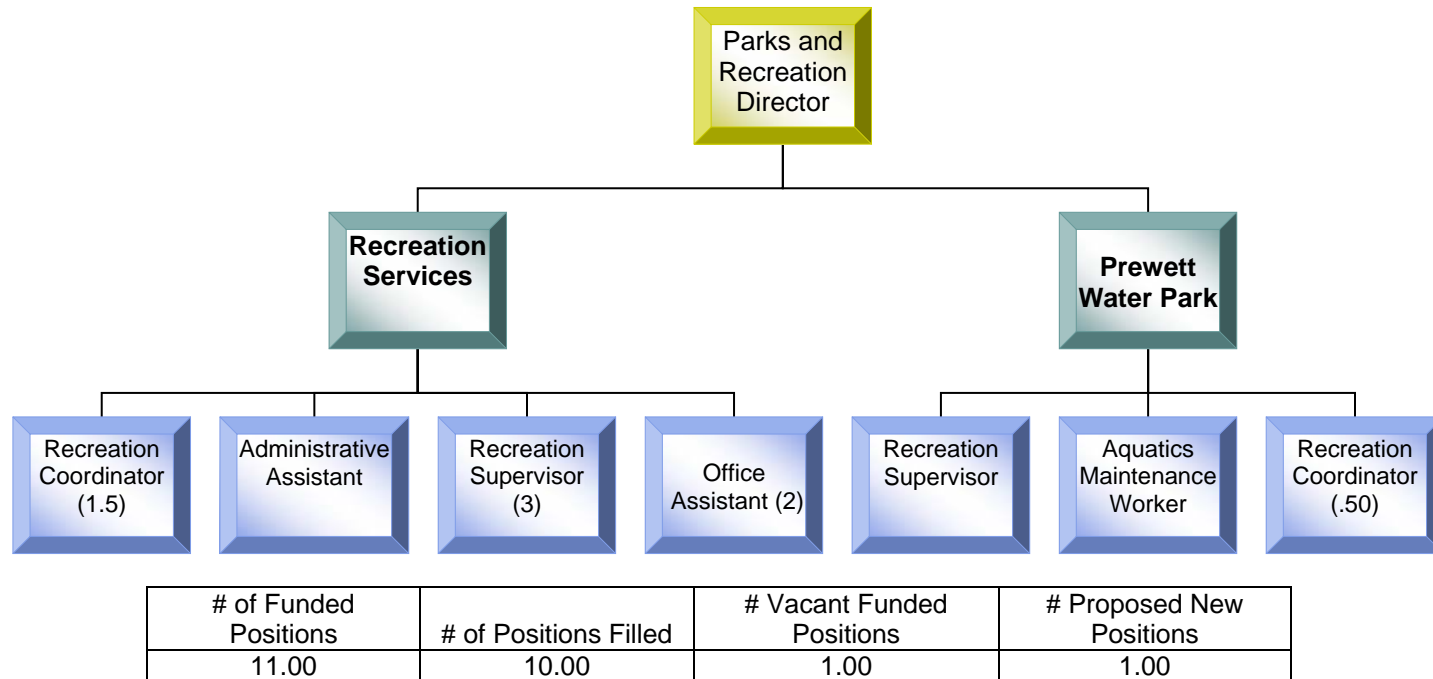 Parks and
Recreation
Director
Recreation
Services
Prewett
Water Park
Recreation
Coordinator
(1.5)
Administrative
Assistant
Recreation
Supervisor
(3)
Office
Assistant (2)
Recreation
Supervisor
Aquatics
Maintenance
Worker
Recreation
Coordinator
(.50)
# of Funded
Positions
# of Positions Filled
# Vacant Funded
Positions
# Proposed New
Positions
11.00
10.00
1.00
1.00